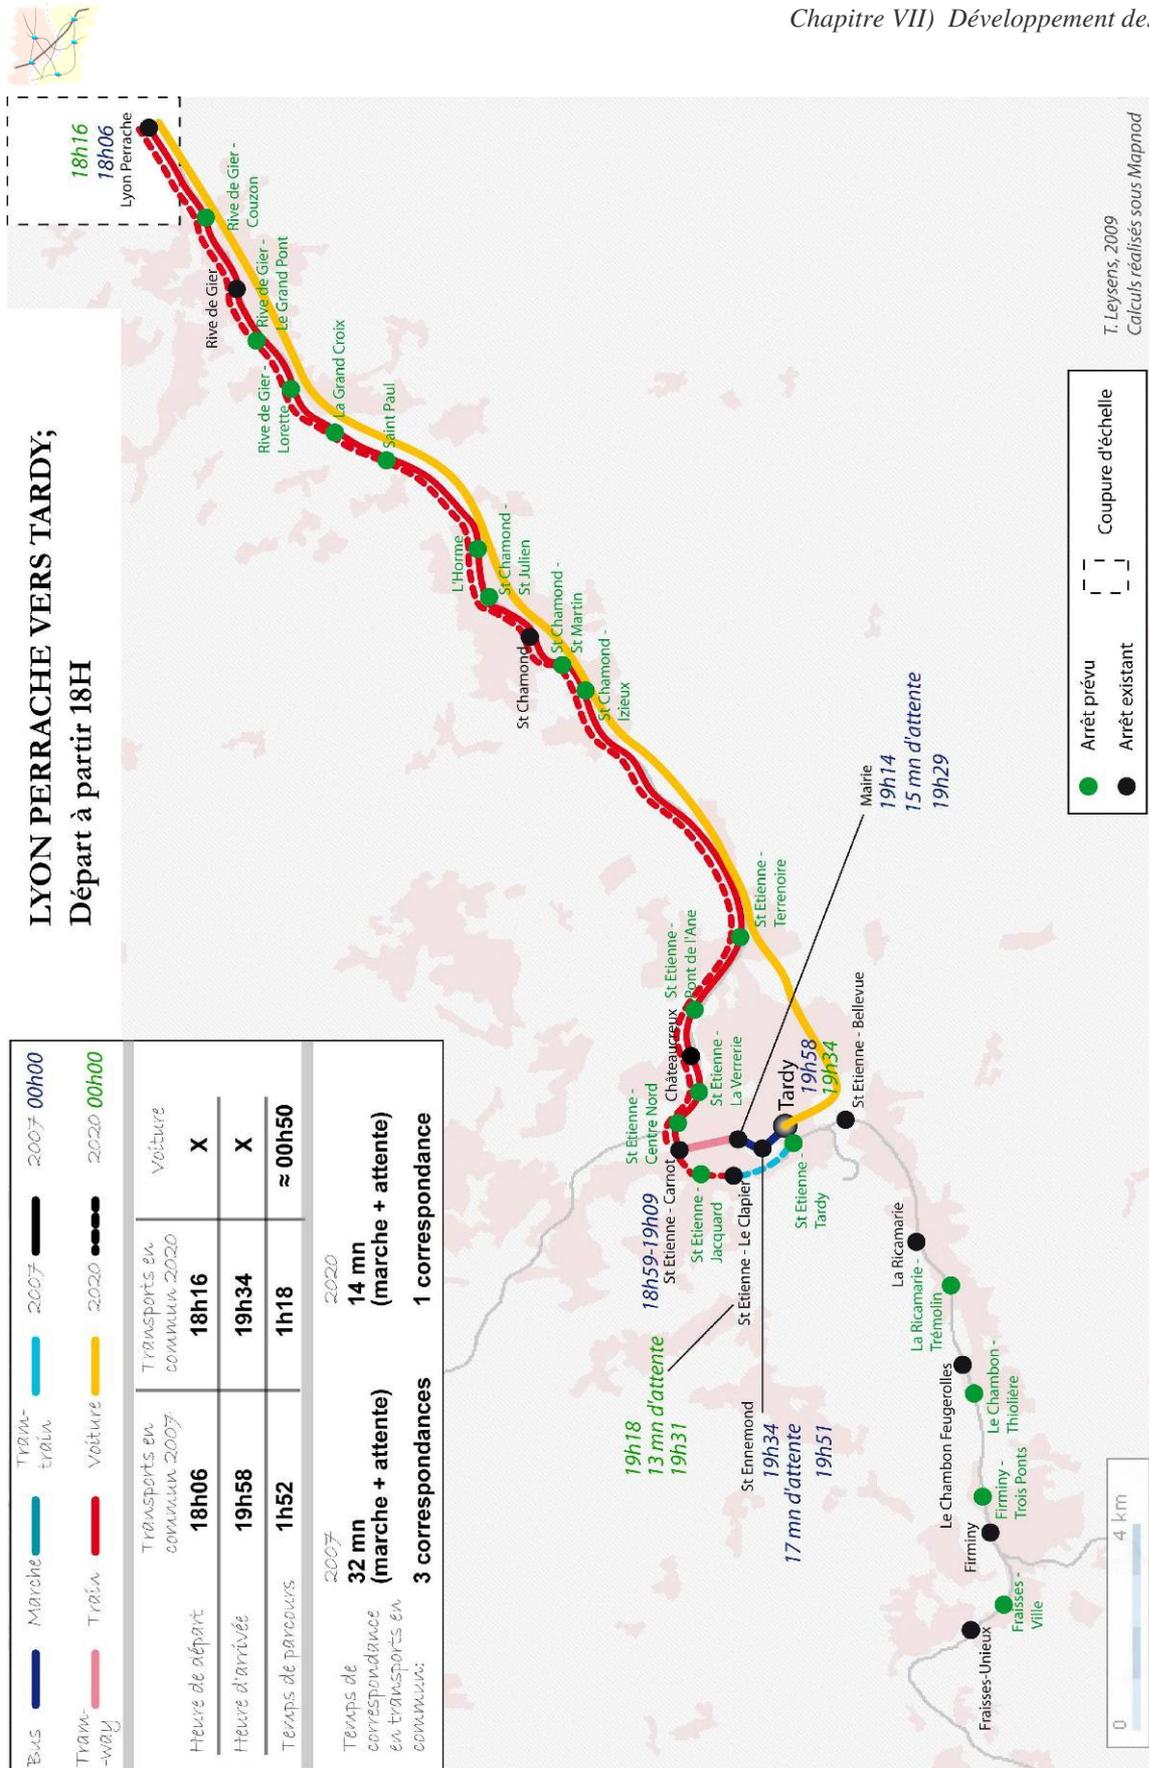 Chapitre VII) Développement de
LYON PERRACHE VERS TARDY;
Départ à partir 18H
Bus
Marche
Tram-
train
2007
2007 00h00
Tram-
-way
Train
Voiture
2020
2020 00h00
Transports en
commun 2007
Transports en
commun 2020
Voiture
Heure de départ
18h06
18h16
X
Heure d'arrivée
19h58
19h34
X
Temps de parcours
1h52
1h18
≈ 00h50
Temps de
correspondance
en transports en
commun:
2007
32 mn
(marche + attente)
3 correspondances
2020
14 mn
(marche + attente)
1 correspondance
18h16
18h06
Lyon Perrache
Rive de Gier -
Couzon
Rive de Gier
Rive de Gier -
Le Grand Pont
Rive de Gier -
Lorette
La Grand Croix
Saint Paul
L'Horme
St Chamond -
St Julien
St Chamond
St Chamond -
St Martin
St Chamond -
Izieux
St Etienne -
Terrenoire
St Etienne -
Pont de l'Ane
Châteaucreux
St Etienne -
La Verrerie
St Etienne -
Centre Nord
18h59-19h09
St Etienne - Carnot
St Etienne -
Jacquard
St Etienne - Le Clapier
19h18
13 mn d'attente
19h31
Mairie
19h14
15 mn d'attente
19h29
St Ennemond
19h34
17 mn d'attente
19h51
Tardy
19h58
19h34
St Etienne -
Tardy
St Etienne - Bellevue
La Ricamarie
La Ricamarie -
Trémolin
Le Chambon Feugerolles
Le Chambon -
Thiolière
Firminy -
Trois Ponts
Firminy
Fraisses -
Ville
Fraisses-Unieux
0
4 km
Arrêt prévu
Arrêt existant
Coupure d'échelle
T. Leysens, 2009
Calculs réalisés sous Mapnod